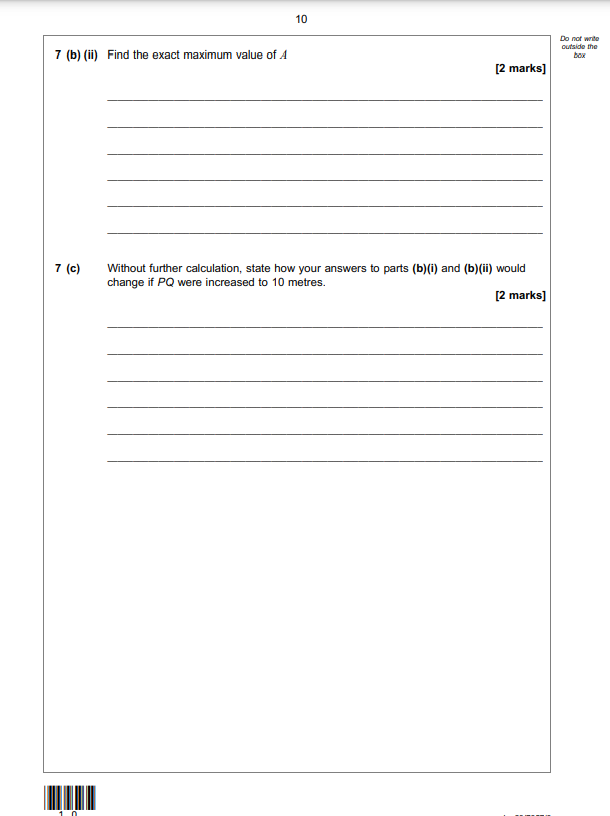 10
Do not write
outside the
box
7 (b) (ii) Find the exact maximum value of A
[2 marks]
7 (c) Without further calculation, state how your answers to parts (b)(i) and (b)(ii) would
change if PQ were increased to 10 metres.
[2 marks]
1 0